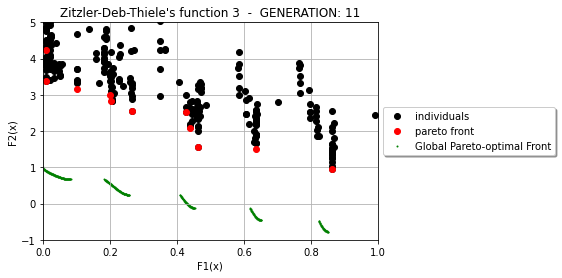 Zitzler-Deb-Thiele's function 3 - GENERATION: 11
5
4
3
2
1
0
−1
F2(x)
0.0 0.2 0.4 0.6 0.8 1.0
F1(x)
individuals
pareto front
Global Pareto-optimal Front